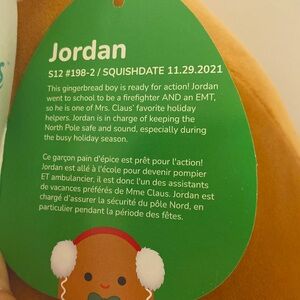 Jordan
S12 #198-2 / SQUISHDATE 11.29.2021
This gingerbread boy is ready for action! Jordan
went to school to be a firefighter AND an EMT,
so he is one of Mrs. Claus' favorite holiday
helpers. Jordan is in charge of keeping the
North Pole safe and sound, especially during
the busy holiday season.
Ce garçon pain d'épice est prêt pour l'action!
Jordan est allé à l'école pour devenir pompier
ET ambulancier, il est donc l'un des assistants
de vacances préférés de Mme Claus. Jordan est
chargé d'assurer la sécurité du pôle Nord, en
particulier pendant la période des fêtes.